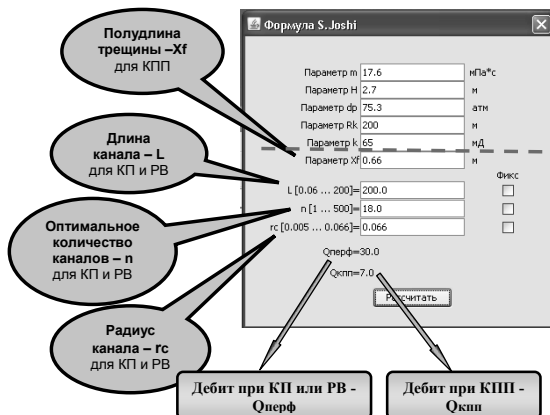 Формула S.Joshi
Полудлина
трещины –Xf
для КПП
Параметр m 17.6 мПа*с
Параметр H 2.7 м
Параметр dp 75.3 атм
Параметр Rk 200 м
Параметр k 65 мД
Параметр Xf 0.66 м
Длина
канала – L
для КП и РВ
Фикс
L [0.06 ... 200]= 200.0
n [1 ... 500]= 18.0
rc [0.005 ... 0.066]= 0.066
Оптимальное
количество
каналов – n
для КП и РВ
Qперф=30.0
Qкпп=7.0
Рассчитать
Радиус
канала – rc
для КП и РВ
Дебит при КП или РВ -
Qперф
Дебит при КПП -
Qкпп